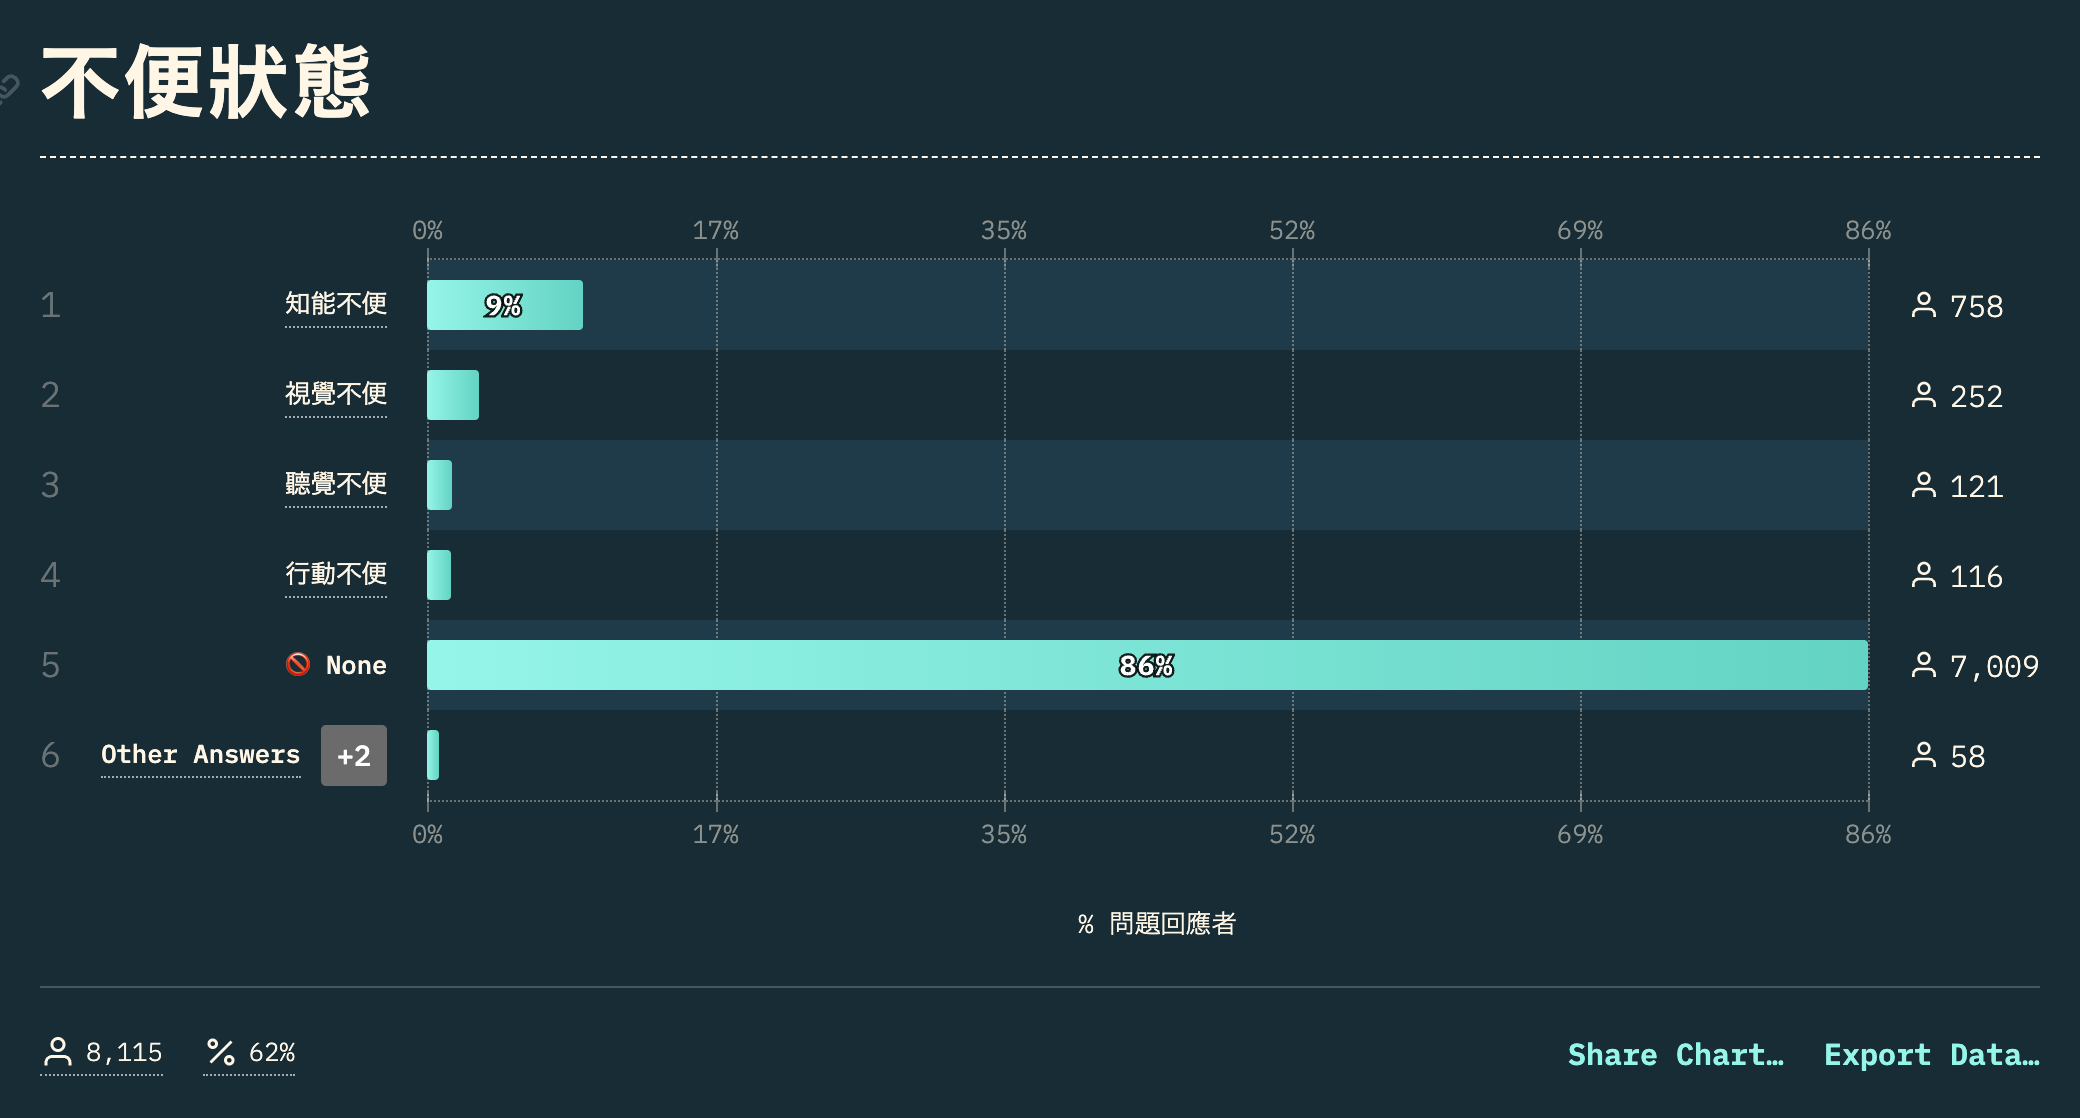 不便狀態
0% 17% 35% 52% 69% 86%
1 知能不便 9% 758
2 視覺不便 252
3 聽覺不便 121
4 行動不便 116
5 None 86% 7,009
6 Other Answers +2 58
0% 17% 35% 52% 69% 86%
% 問題回應者
8,115 62% Share Chart… Export Data…